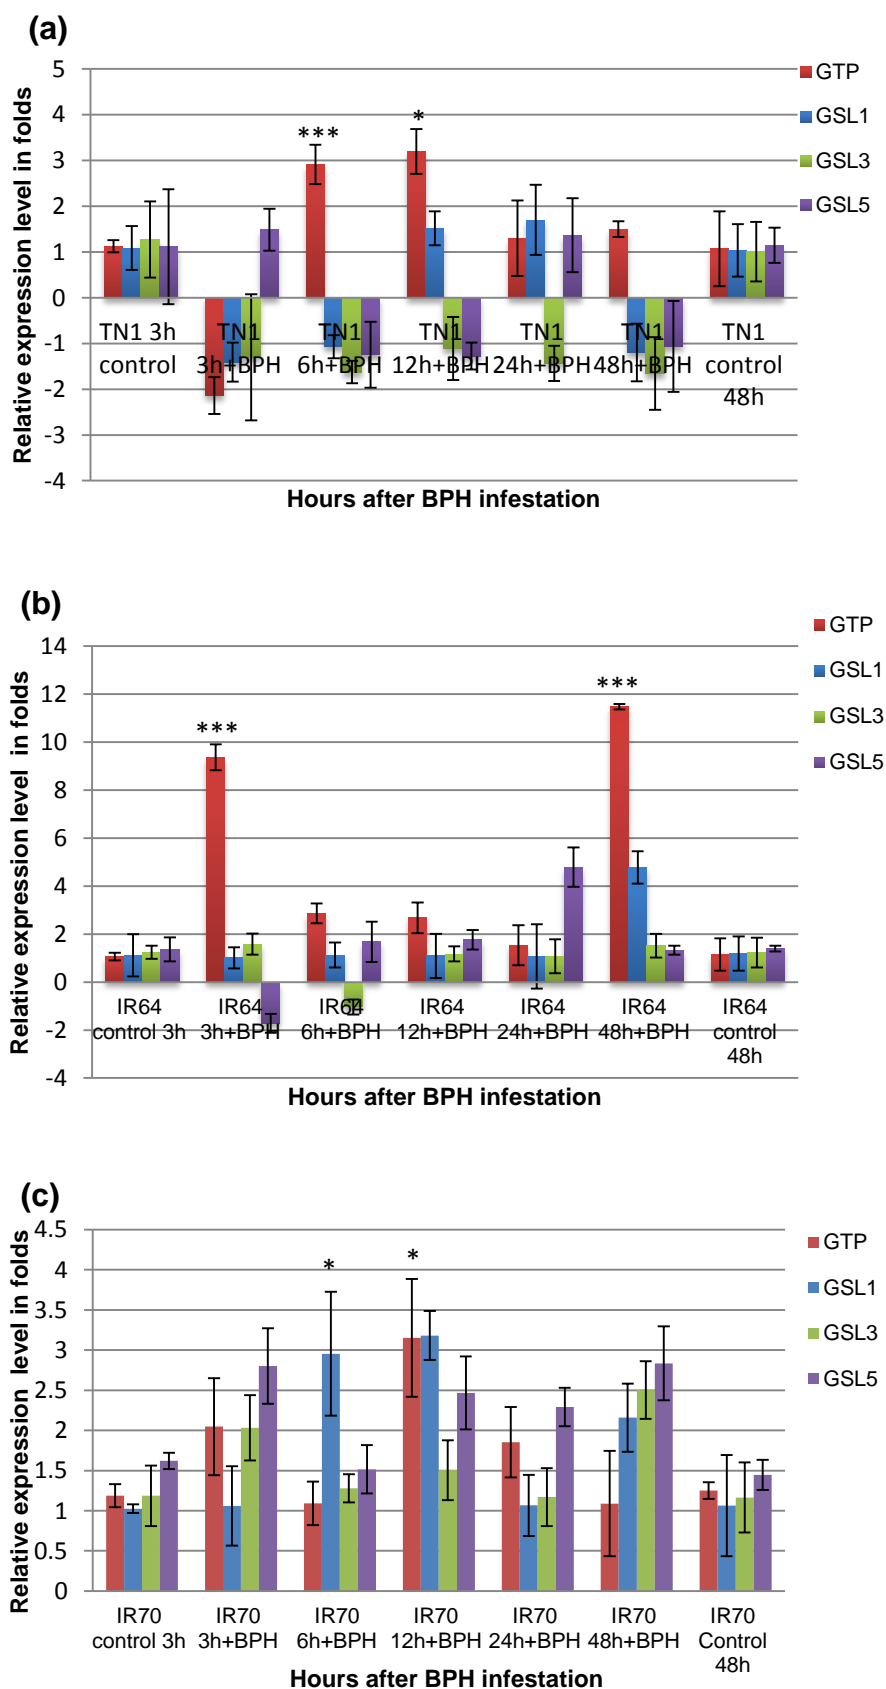 (a)
Relative expression level in folds
5
4
3
2
1
0
-1
-2
-3
-4
***
*
TN1 3h
control
TN1
3h+BPH
TN1
6h+BPH
TN1
12h+BPH
TN1
24h+BPH
TN1
48h+BPH
TN1
control
48h
Hours after BPH infestation
GTP
GSL1
GSL3
GSL5
(b)
Relative expression level in folds
14
12
10
8
6
4
2
0
-2
-4
***
***
IR64
control 3h
IR64
3h+BPH
IR64
6h+BPH
IR64
12h+BPH
IR64
24h+BPH
IR64
48h+BPH
IR64
control
48h
Hours after BPH infestation
GTP
GSL1
GSL3
GSL5
(c)
Relative expression level in folds
4.5
4
3.5
3
2.5
2
1.5
1
0.5
0
*
*
IR70
control 3h
IR70
3h+BPH
IR70
6h+BPH
IR70
12h+BPH
IR70
24h+BPH
IR70
48h+BPH
IR70
Control
48h
Hours after BPH infestation
GTP
GSL1
GSL3
GSL5